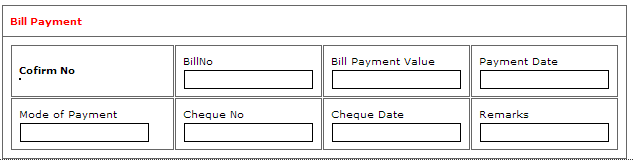 Bill Payment
Cofirm No
BillNo
Bill Payment Value
Payment Date
Mode of Payment
Cheque No
Cheque Date
Remarks